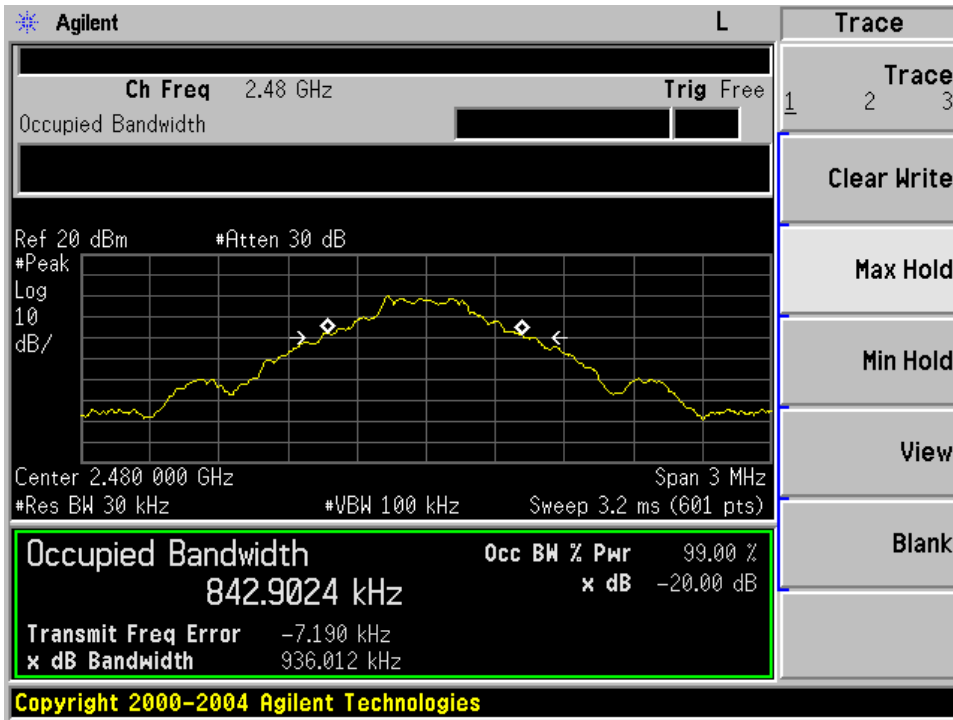 Agilent L Trace
Ch Freq 2.48 GHz Trig Free
Occupied Bandwidth
Trace
1 2 3
Clear Write
Max Hold
Min Hold
View
Blank
Ref 20 dBm #Atten 30 dB
#Peak
Log
10
dB/
Center 2.480 000 GHz Span 3 MHz
#Res BW 30 kHz #VBW 100 kHz Sweep 3.2 ms (601 pts)
Occupied Bandwidth Occ BW % Pwr 99.00 %
842.9024 kHz x dB -20.00 dB
Transmit Freq Error -7.190 kHz
x dB Bandwidth 936.012 kHz
Copyright 2000-2004 Agilent Technologies